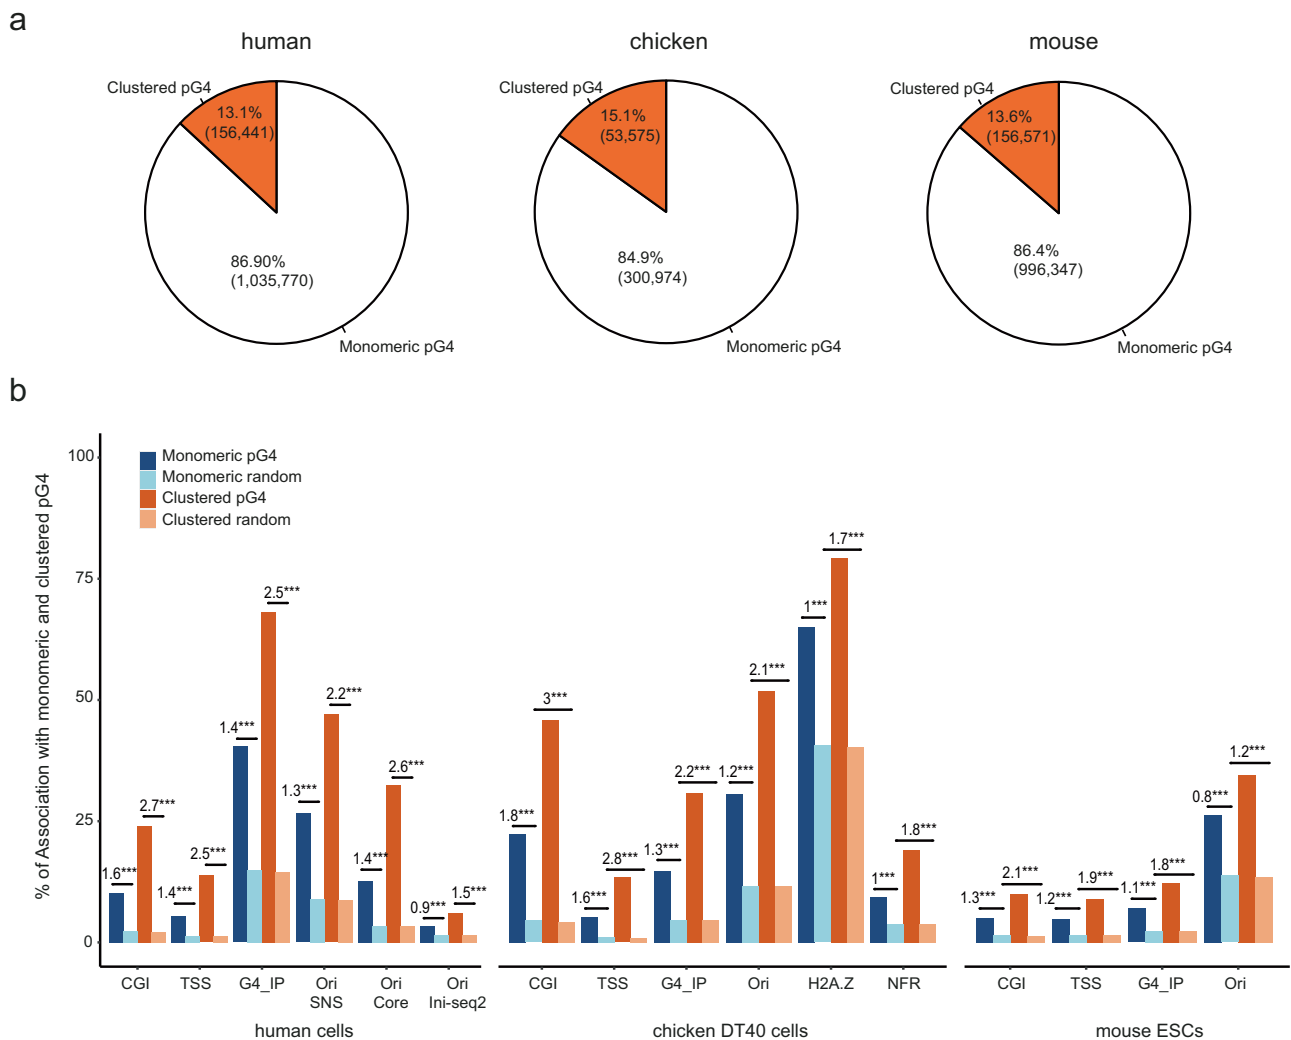 a
human
chicken
mouse
Clustered pG4
13.1%
(156,441)
86.90%
(1,035,770)
Monomeric pG4
Clustered pG4
15.1%
(53,575)
84.9%
(300,974)
Monomeric pG4
Clustered pG4
13.6%
(156,571)
86.4%
(996,347)
Monomeric pG4
b
% of Association with monomeric and clustered pG4
100
75
50
25
0
Monomeric pG4
Monomeric random
Clustered pG4
Clustered random
1.6***
2.7***
1.4***
2.5***
1.4***
2.5***
1.3***
2.2***
1.4***
2.6***
0.9***
1.5***
1.8***
3***
1.6***
2.8***
1.3***
2.2***
1.2***
2.1***
1***
1.7***
1***
1.8***
1.3***
2.1***
1.2***
1.9***
1.1***
1.8***
0.8***
1.2***
CGI
TSS
G4_IP
Ori
SNS
Ori
Core
Ori
Ini-seq2
human cells
CGI
TSS
G4_IP
Ori
H2A.Z
NFR
chicken DT40 cells
CGI
TSS
G4_IP
Ori
mouse ESCs